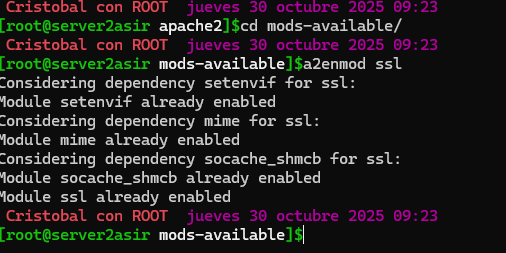 Cristobal con ROOT jueves 30 octubre 2025 09:23
[root@server2asir apache2]$cd mods-available/
Cristobal con ROOT jueves 30 octubre 2025 09:23
[root@server2asir mods-available]$a2enmod ssl
Considering dependency setenvif for ssl:
Module setenvif already enabled
Considering dependency mime for ssl:
Module mime already enabled
Considering dependency socache_shmcb for ssl:
Module socache_shmcb already enabled
Module ssl already enabled
Cristobal con ROOT jueves 30 octubre 2025 09:23
[root@server2asir mods-available]$